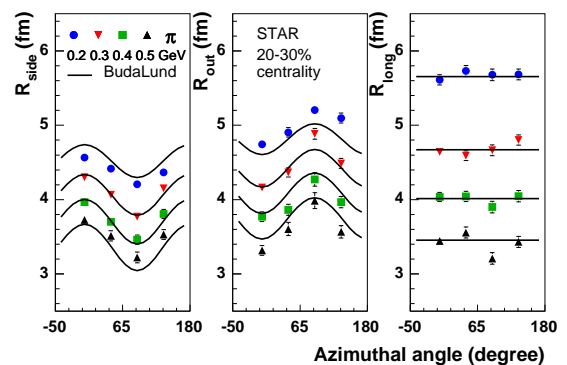 R_side (fm)
6
5
4
3
π
0.2 0.3 0.4 0.5 GeV
BudaLund
-50 65 180
R_out (fm)
6
5
4
3
STAR
20-30%
centrality
-50 65 180
R_long (fm)
6
5
4
3
-50 65 180
Azimuthal angle (degree)